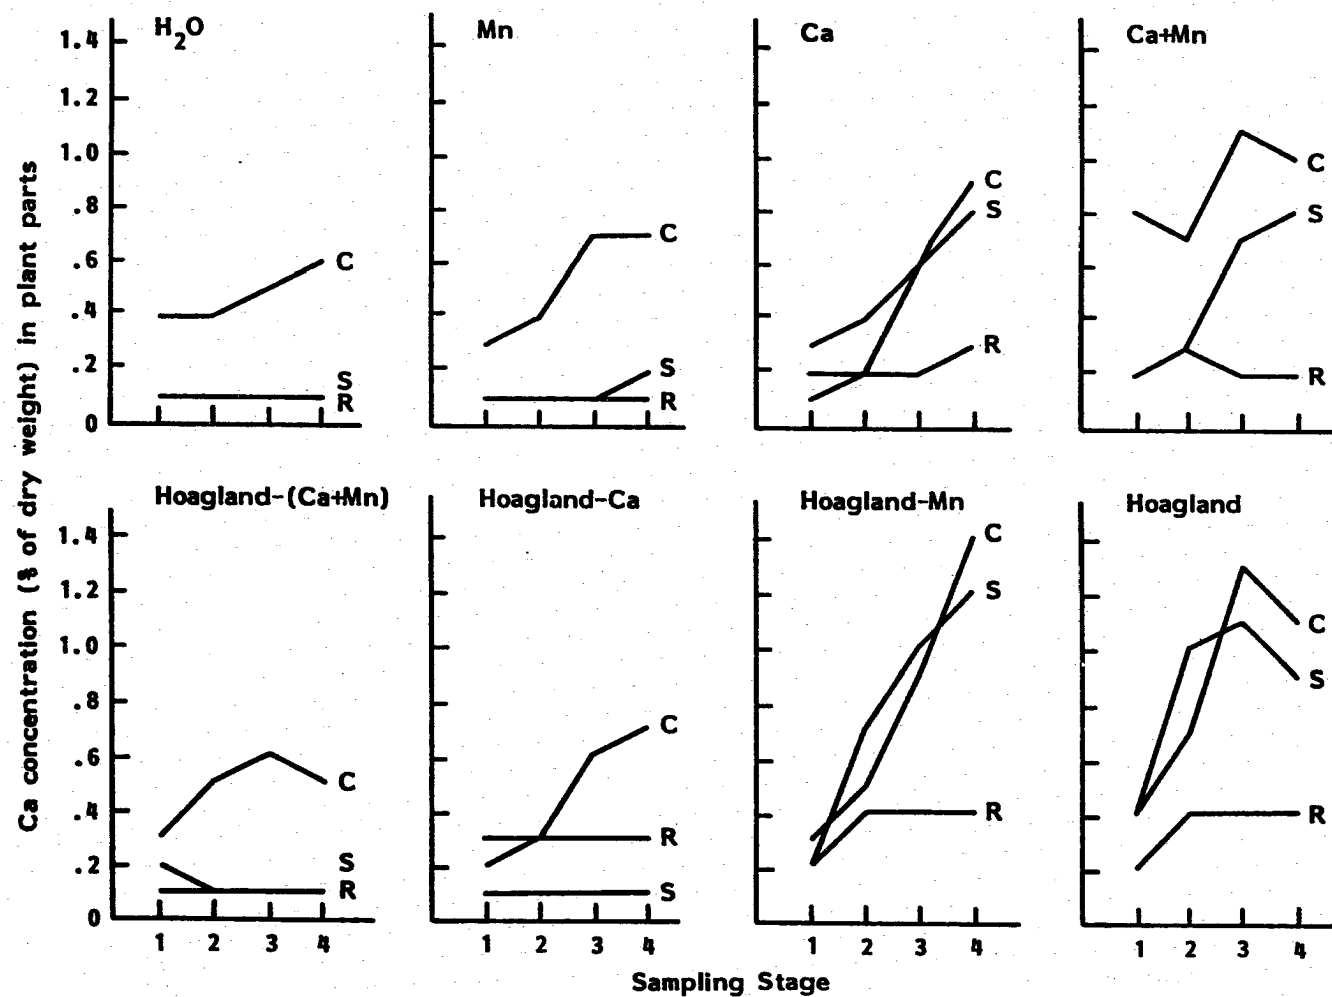 Ca concentration (% of dry weight) in plant parts
H2O
1.4
1.2
1.0
.8
.6
.4
.2
0
C
S
R
Mn
C
S
R
Ca
C
S
R
Ca+Mn
C
S
R
Hoagland-(Ca+Mn)
1.4
1.2
1.0
.8
.6
.4
.2
0
C
S
R
1 2 3 4
Hoagland-Ca
C
R
S
1 2 3 4
Hoagland-Mn
C
S
R
1 2 3 4
Hoagland
C
S
R
1 2 3 4
Sampling Stage